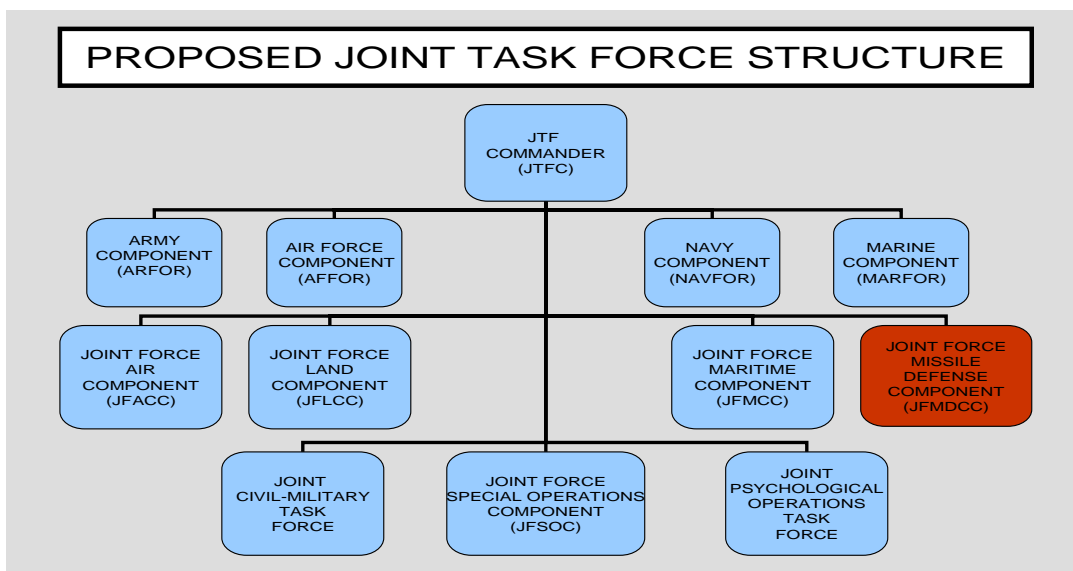 PROPOSED JOINT TASK FORCE STRUCTURE
JTF
COMMANDER
(JTFC)
ARMY
COMPONENT
(ARFOR)
AIR FORCE
COMPONENT
(AFFOR)
NAVY
COMPONENT
(NAVFOR)
MARINE
COMPONENT
(MARFOR)
JOINT FORCE
AIR
COMPONENT
(JFACC)
JOINT FORCE
LAND
COMPONENT
(JFLCC)
JOINT FORCE
MARITIME
COMPONENT
(JFMCC)
JOINT FORCE
MISSILE
DEFENSE
COMPONENT
(JFMDCC)
JOINT
CIVIL-MILITARY
TASK
FORCE
JOINT FORCE
SPECIAL OPERATIONS
COMPONENT
(JFSOC)
JOINT
PSYCHOLOGICAL
OPERATIONS
TASK
FORCE